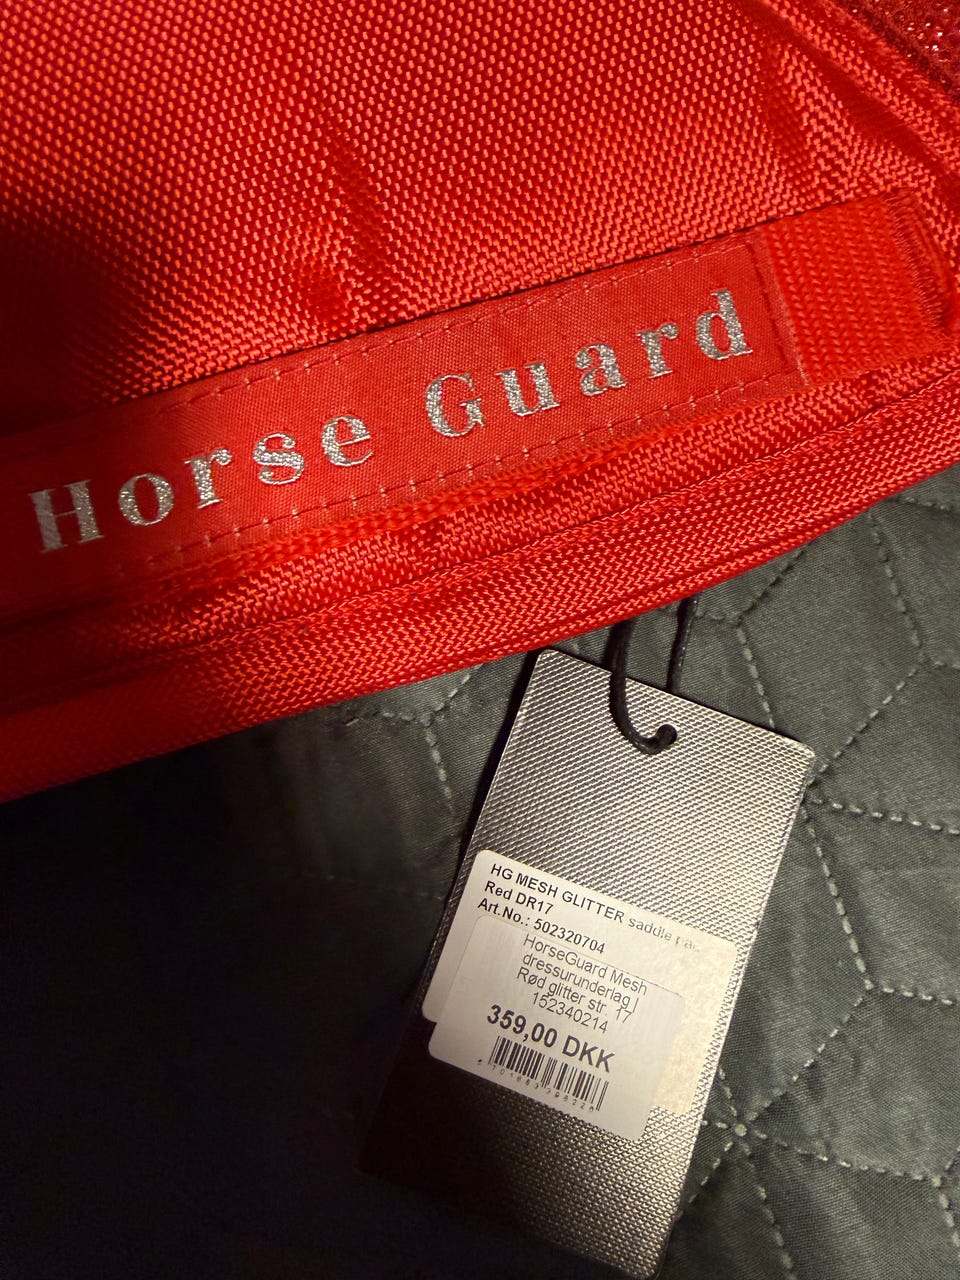 Horse Guard
HG MESH GLITTER saddle
Red DR17
Art.No.: 502320704
HorseGuard Mesh
dressurunderlag |
Rød glitter str. 17
152340214
359,00 DKK